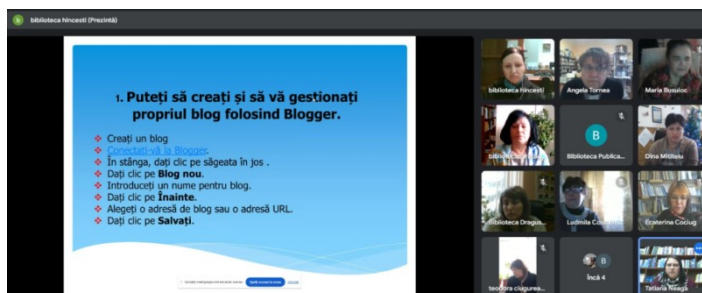 b biblioteca hincesti (Prezintă)
1. Puteți să creați și să vă gestionați
propriul blog folosind Blogger.
Creați un blog
Conectați-vă la Blogger.
În stânga, dați clic pe săgeata în jos .
Dați clic pe Blog nou.
Introduceți un nume pentru blog.
Dați clic pe Înainte.
Alegeți o adresă de blog sau o adresă URL.
Dați clic pe Salvați.
biblioteca hincesti
Angela Tornea
Maria Busuioc
B
Biblioteca Publica...
Dina Mititelu
Biblioteca Dragus...
Ludmila
Ecaterina Cociug
teodora ciugurea...
B
Încă 4
Tatiana Neaga